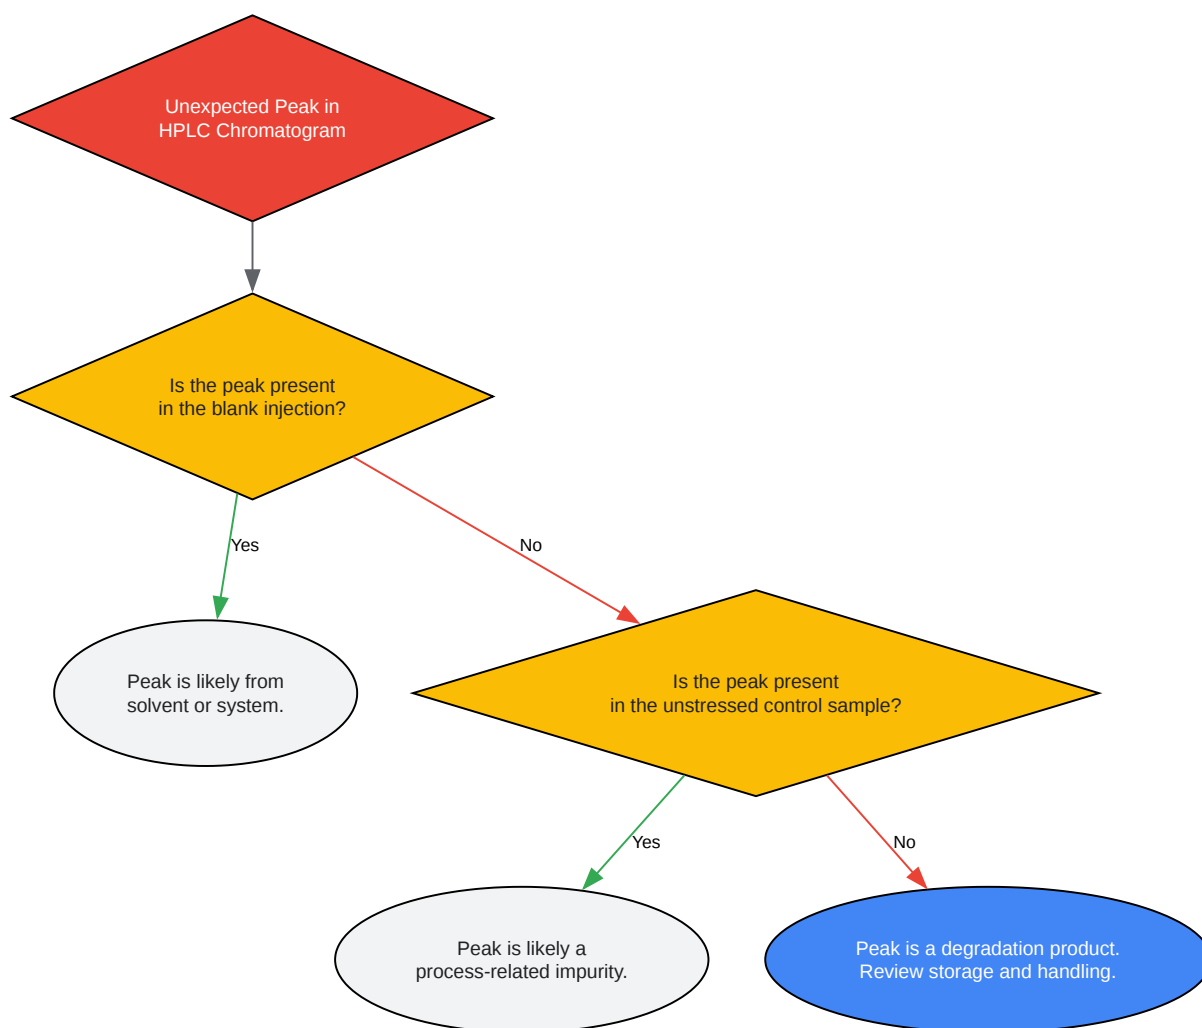 Unexpected Peak in
HPLC Chromatogram
Is the peak present
in the blank injection?
Yes
No
Peak is likely from
solvent or system.
Is the peak present
in the unstressed control sample?
Yes
No
Peak is likely a
process-related impurity.
Peak is a degradation product.
Review storage and handling.